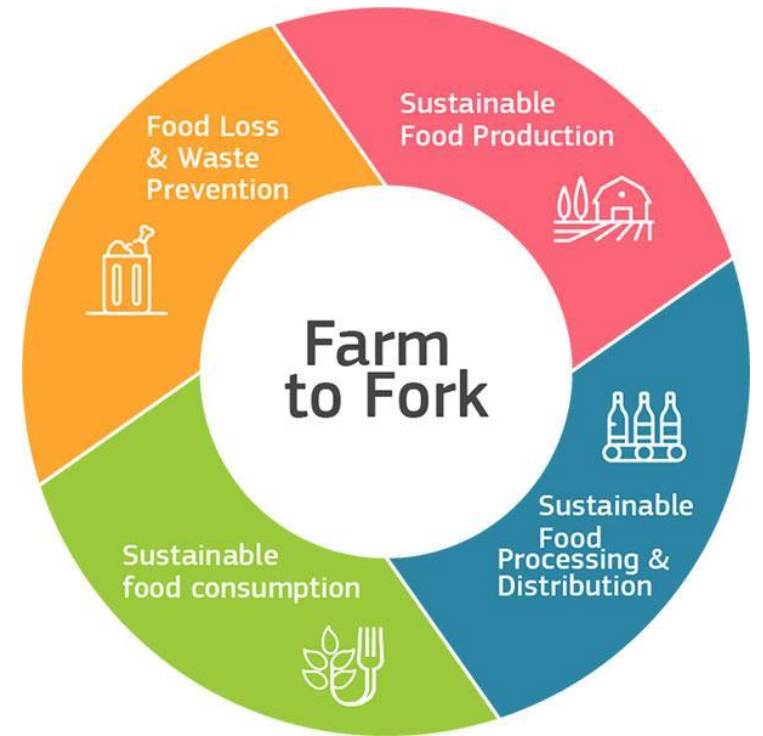 Food Loss
& Waste
Prevention
Sustainable
Food Production
Farm
to Fork
Sustainable
Food
Processing &
Distribution
Sustainable
food consumption